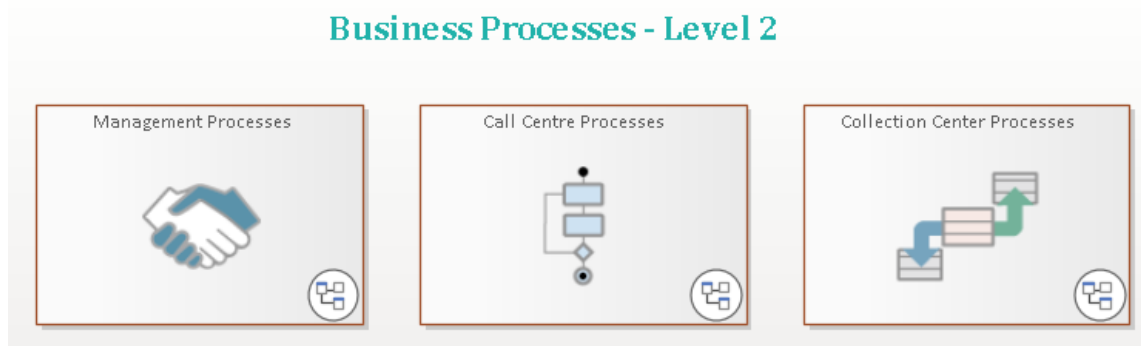 Business Processes - Level 2
Management Processes
Call Centre Processes
Collection Center Processes